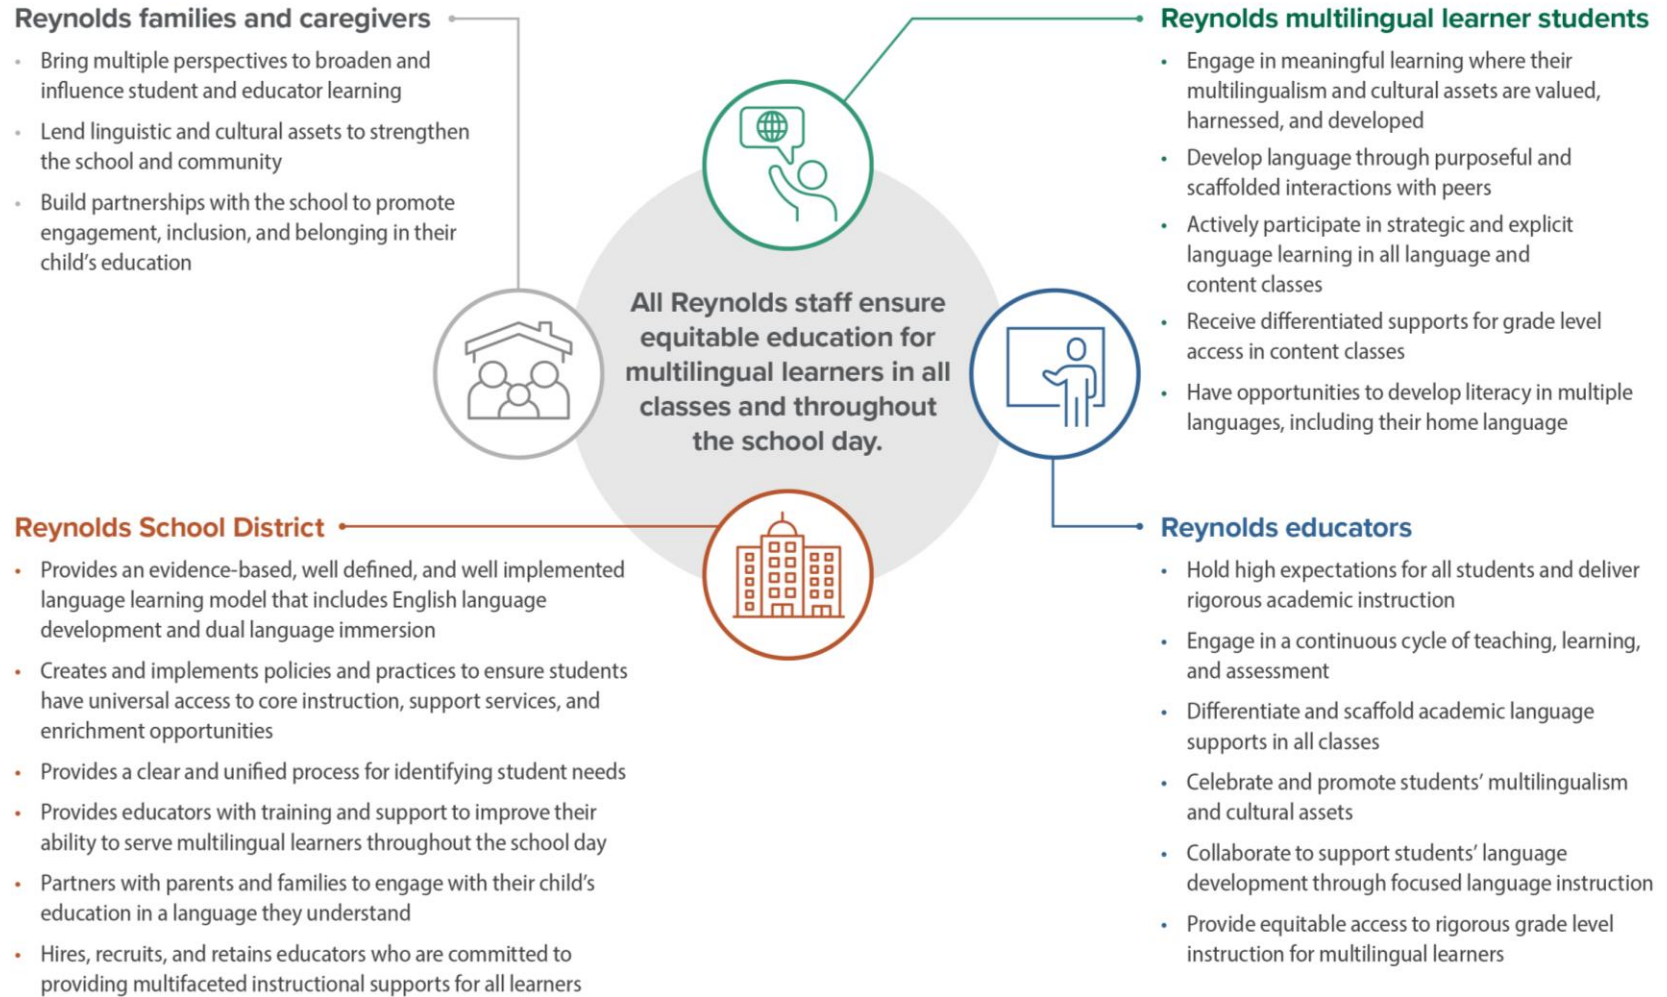 Reynolds families and caregivers
• Bring multiple perspectives to broaden and
influence student and educator learning
• Lend linguistic and cultural assets to strengthen
the school and community
• Build partnerships with the school to promote
engagement, inclusion, and belonging in their
child's education
Reynolds multilingual learner students
• Engage in meaningful learning where their
multilingualism and cultural assets are valued,
harnessed, and developed
• Develop language through purposeful and
scaffolded interactions with peers
• Actively participate in strategic and explicit
language learning in all language and
content classes
• Receive differentiated supports for grade level
access in content classes
• Have opportunities to develop literacy in multiple
languages, including their home language
All Reynolds staff ensure
equitable education for
multilingual learners in all
classes and throughout
the school day.
Reynolds School District
• Provides an evidence-based, well defined, and well implemented
language learning model that includes English language
development and dual language immersion
• Creates and implements policies and practices to ensure students
have universal access to core instruction, support services, and
enrichment opportunities
• Provides a clear and unified process for identifying student needs
• Provides educators with training and support to improve their
ability to serve multilingual learners throughout the school day
• Partners with parents and families to engage with their child's
education in a language they understand
• Hires, recruits, and retains educators who are committed to
providing multifaceted instructional supports for all learners
Reynolds educators
• Hold high expectations for all students and deliver
rigorous academic instruction
• Engage in a continuous cycle of teaching, learning,
and assessment
• Differentiate and scaffold academic language
supports in all classes
• Celebrate and promote students' multilingualism
and cultural assets
• Collaborate to support students' language
development through focused language instruction
• Provide equitable access to rigorous grade level
instruction for multilingual learners